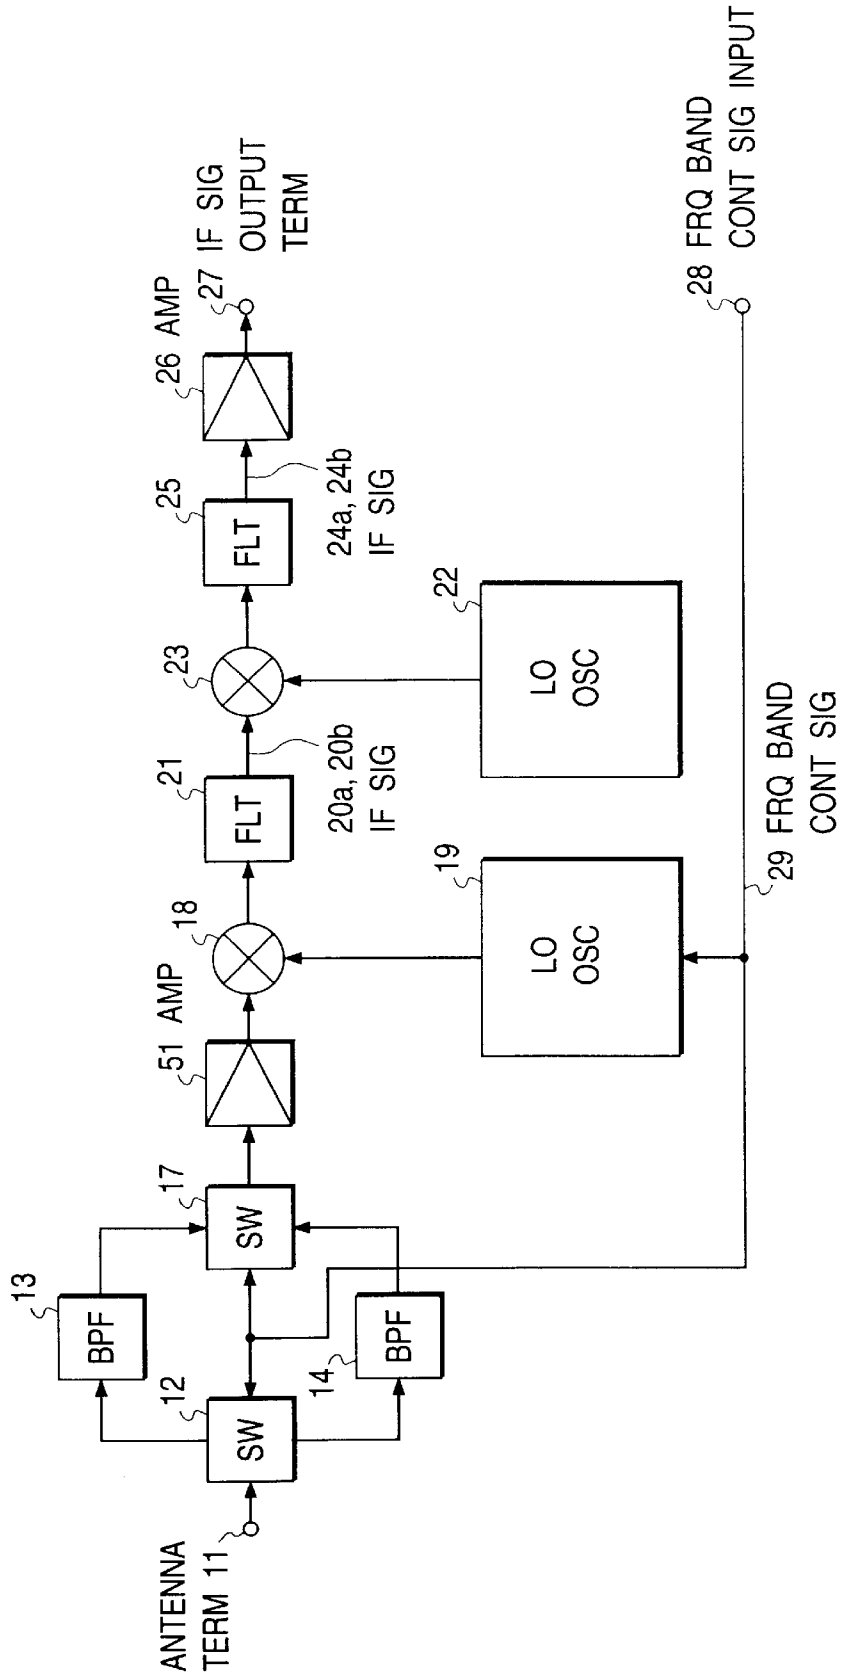 ANTENNA
TERM 11
12
SW
13
BPF
14
BPF
17
SW
51 AMP
18
19
LO
OSC
21
FLT
20a, 20b
IF SIG
23
22
LO
OSC
25
FLT
24a, 24b
IF SIG
26 AMP
27 IF SIG
OUTPUT
TERM
28 FRQ BAND
CONT SIG INPUT
29 FRQ BAND
CONT SIG